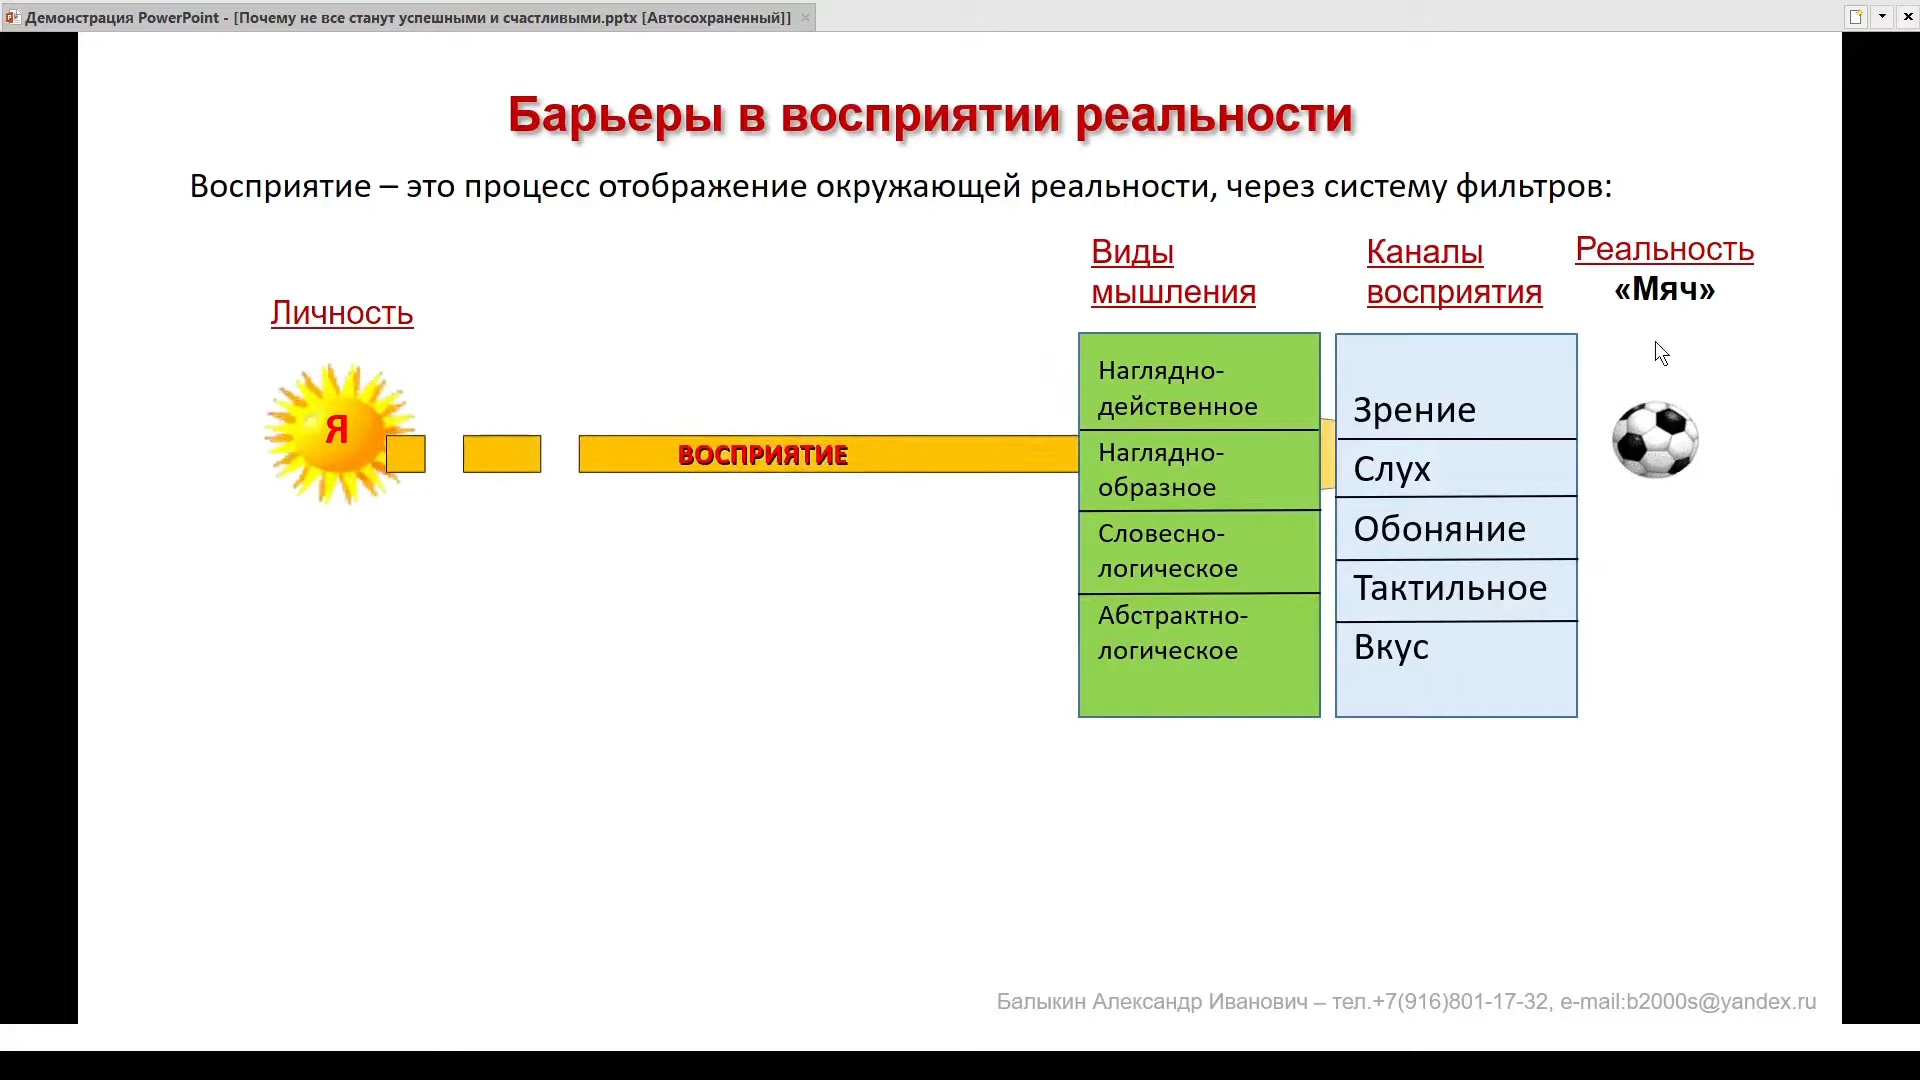 Демонстрация PowerPoint - [Почему не все станут успешными и счастливыми.pptx [Автосохраненный]]
Барьеры в восприятии реальности
Восприятие – это процесс отображение окружающей реальности, через систему фильтров:
Личность
Я
ВОСПРИЯТИЕ
Виды
мышления
Наглядно-
действенное
Наглядно-
образное
Словесно-
логическое
Абстрактно-
логическое
Каналы
восприятия
Зрение
Слух
Обоняние
Тактильное
Вкус
Реальность
«Мяч»
Балыкин Александр Иванович – тел.+7(916)801-17-32, e-mail:b2000s@yandex.ru